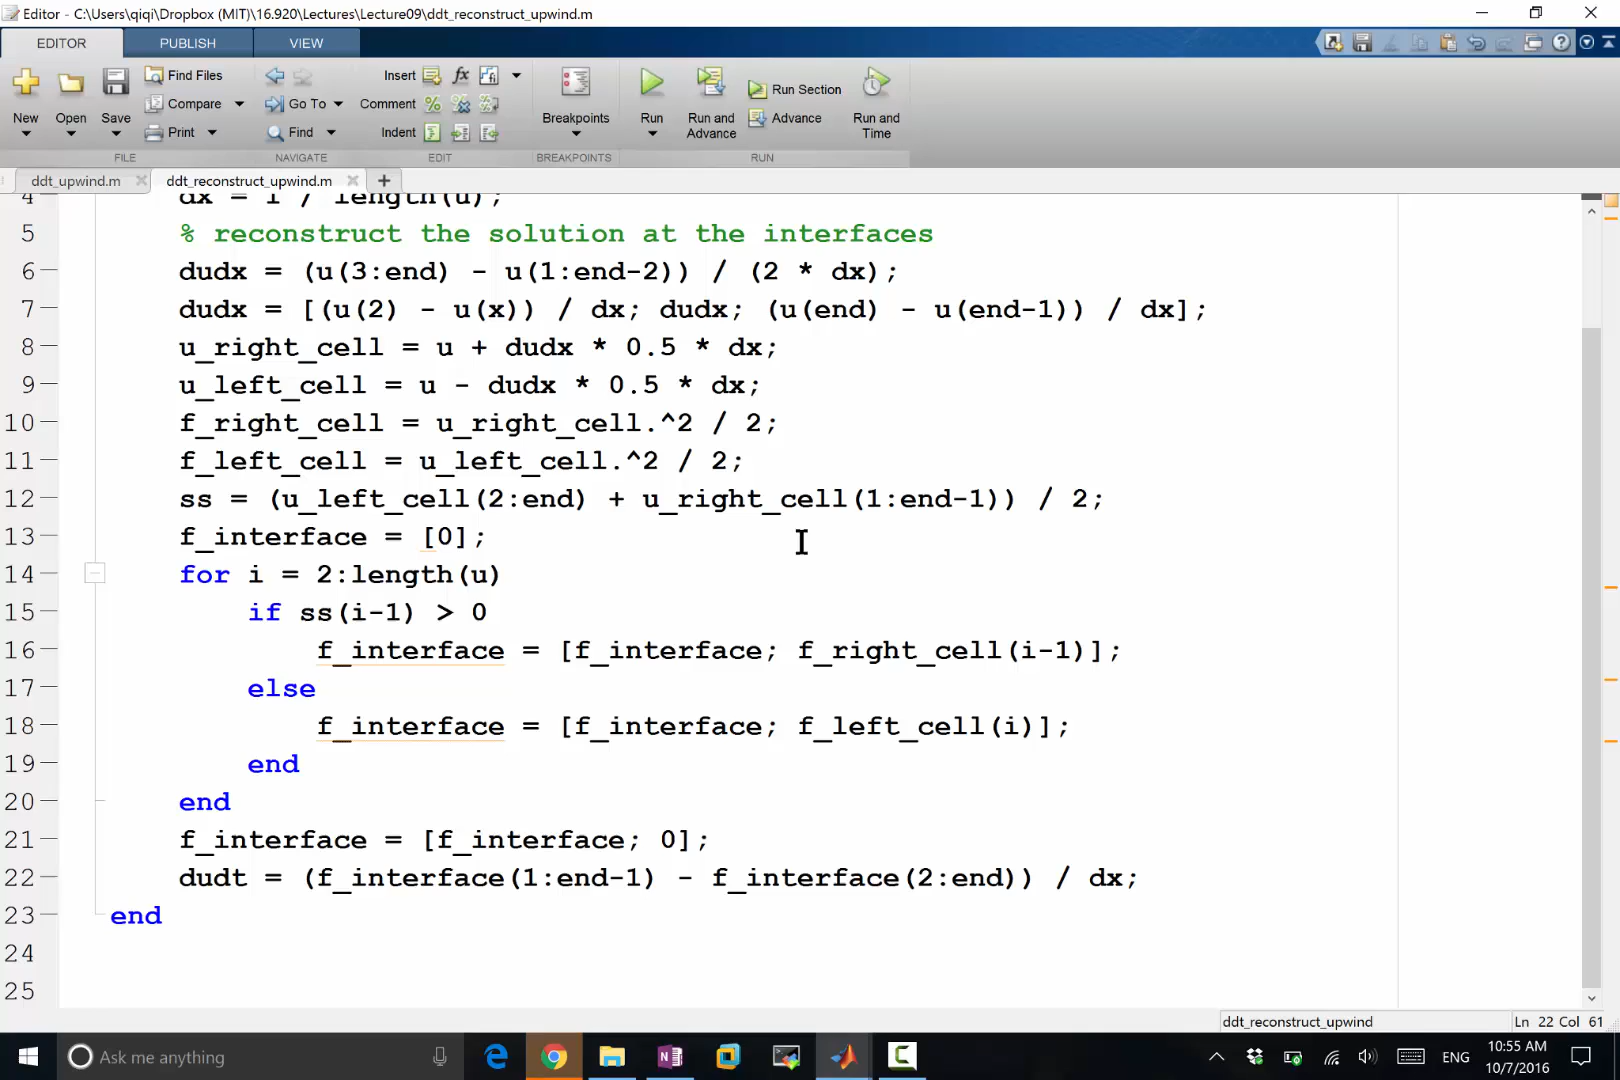 Editor - C:\Users\qiqi\Dropbox (MIT)\16.920\Lectures\Lecture09\ddt_reconstruct_upwind.m
EDITOR PUBLISH VIEW
New Open Save
Find Files
Compare
Print
Go To
Find
Insert
Comment
Indent
Breakpoints
Run
Run and Advance
Run Section
Advance
Run and Time
FILE NAVIGATE EDIT BREAKPOINTS RUN
ddt_upwind.m ddt_reconstruct_upwind.m
4 dx = 1 / length(u);
5 % reconstruct the solution at the interfaces
6 dudx = (u(3:end) - u(1:end-2)) / (2 * dx);
7 dudx = [(u(2) - u(x)) / dx; dudx; (u(end) - u(end-1)) / dx];
8 u_right_cell = u + dudx * 0.5 * dx;
9 u_left_cell = u - dudx * 0.5 * dx;
10 f_right_cell = u_right_cell.^2 / 2;
11 f_left_cell = u_left_cell.^2 / 2;
12 ss = (u_left_cell(2:end) + u_right_cell(1:end-1)) / 2;
13 f_interface = [0];
14 for i = 2:length(u)
15 if ss(i-1) > 0
16 f_interface = [f_interface; f_right_cell(i-1)];
17 else
18 f_interface = [f_interface; f_left_cell(i)];
19 end
20 end
21 f_interface = [f_interface; 0];
22 dudt = (f_interface(1:end-1) - f_interface(2:end)) / dx;
23 end
24
25
ddt_reconstruct_upwind Ln 22 Col 61
Ask me anything
ENG
10:55 AM
10/7/2016